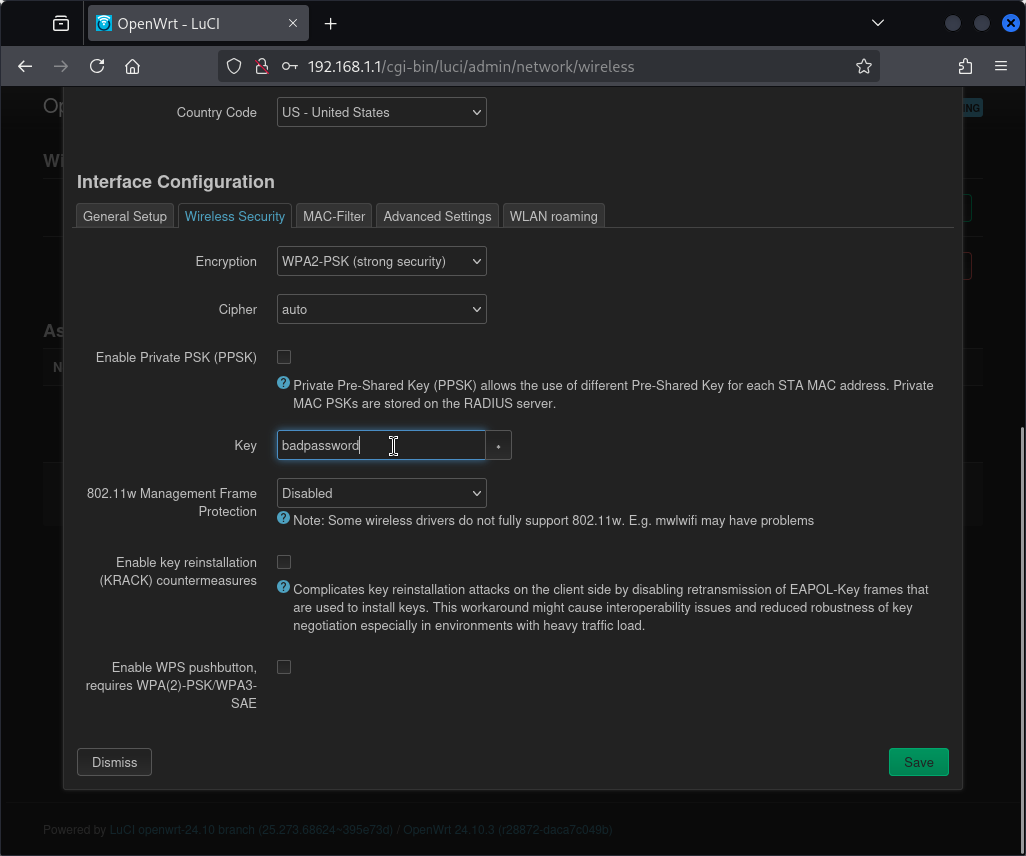 OpenWrt - LuCI
192.168.1.1/cgi-bin/luci/admin/network/wireless
Op
NG
Country Code
US - United States
Wi
Interface Configuration
General Setup
Wireless Security
MAC-Filter
Advanced Settings
WLAN roaming
Encryption
WPA2-PSK (strong security)
Cipher
auto
As
N
Enable Private PSK (PPSK)
Private Pre-Shared Key (PPSK) allows the use of different Pre-Shared Key for each STA MAC address. Private
MAC PSKs are stored on the RADIUS server.
Key
badpassword
802.11w Management Frame
Protection
Disabled
Note: Some wireless drivers do not fully support 802.11w. E.g. mwlwifi may have problems
Enable key reinstallation
(KRACK) countermeasures
Complicates key reinstallation attacks on the client side by disabling retransmission of EAPOL-Key frames that
are used to install keys. This workaround might cause interoperability issues and reduced robustness of key
negotiation especially in environments with heavy traffic load.
Enable WPS pushbutton,
requires WPA(2)-PSK/WPA3-
SAE
Dismiss
Save
Powered by LuCI openwrt-24.10 branch (25.273.68624~395e73d) / OpenWrt 24.10.3 (r28872-daca7c049b)